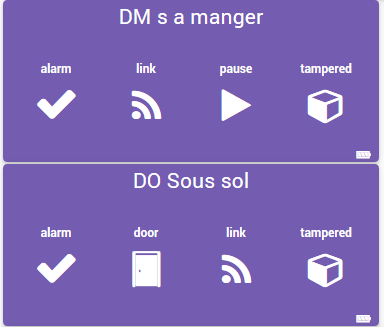 DM s a manger
alarm link pause tampered
DO Sous sol
alarm door link tampered